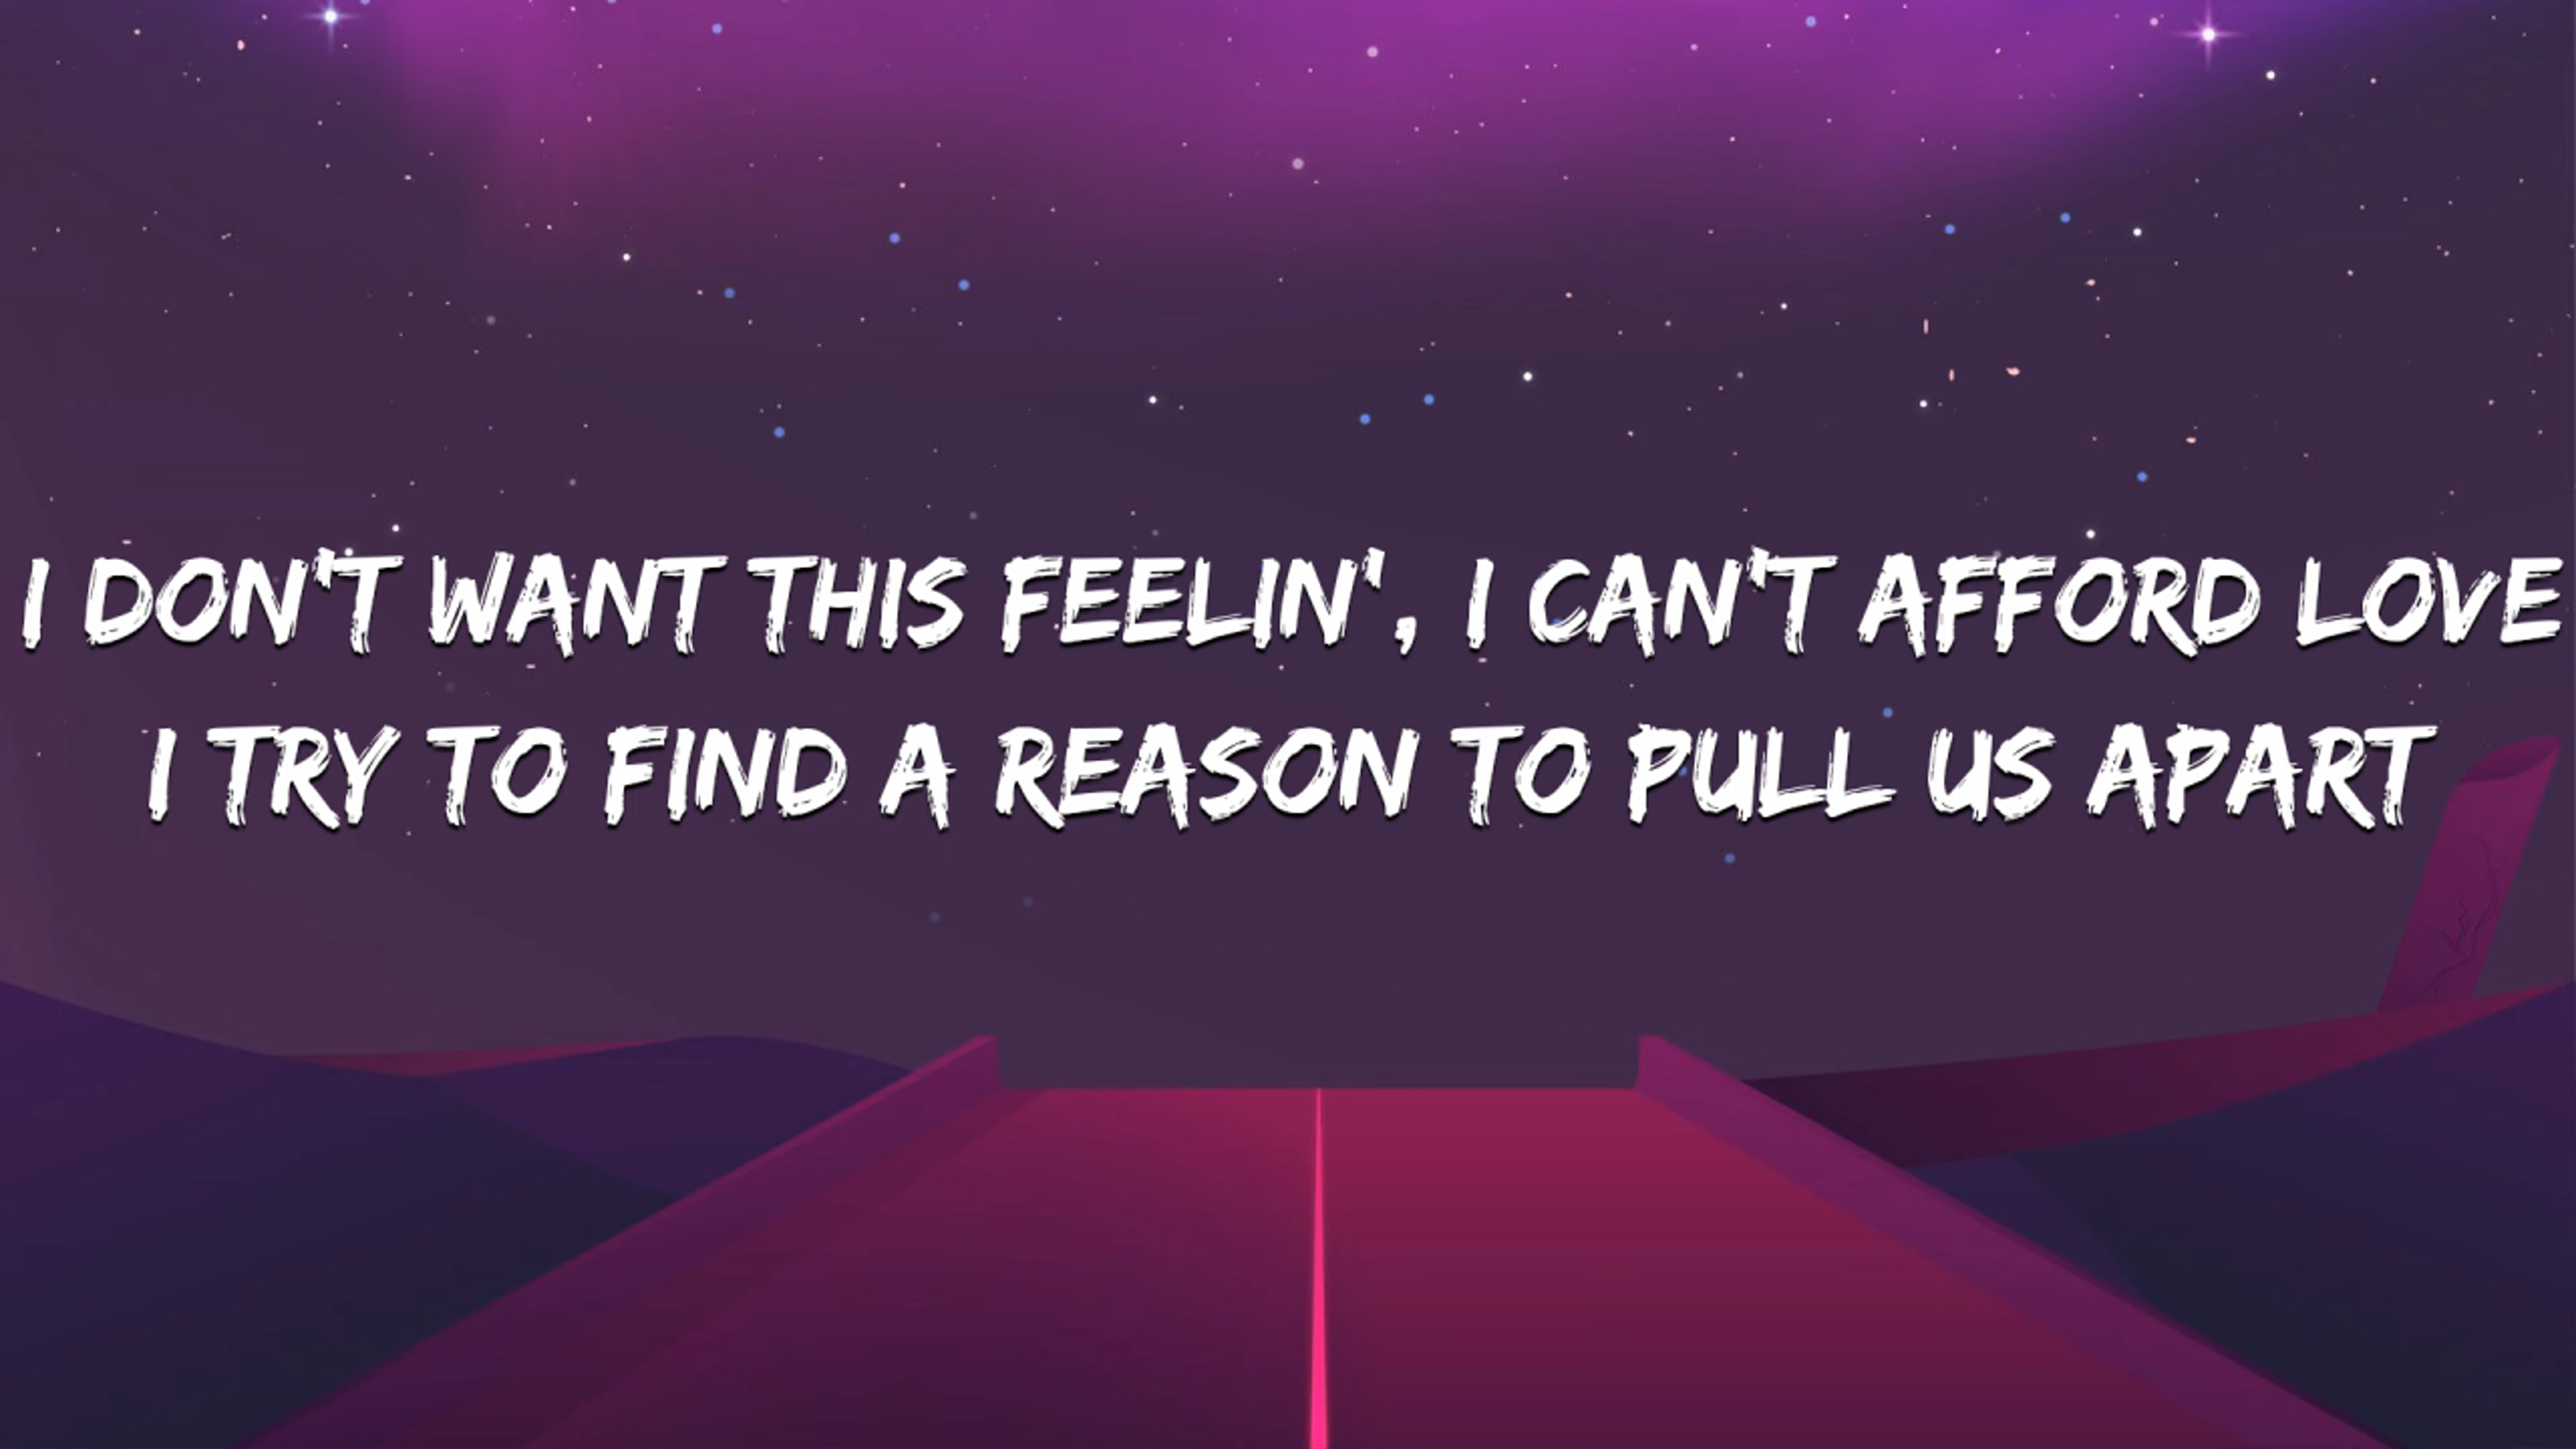 I DON'T WANT THIS FEELIN', I CAN'T AFFORD LOVE
I TRY TO FIND A REASON TO PULL US APART